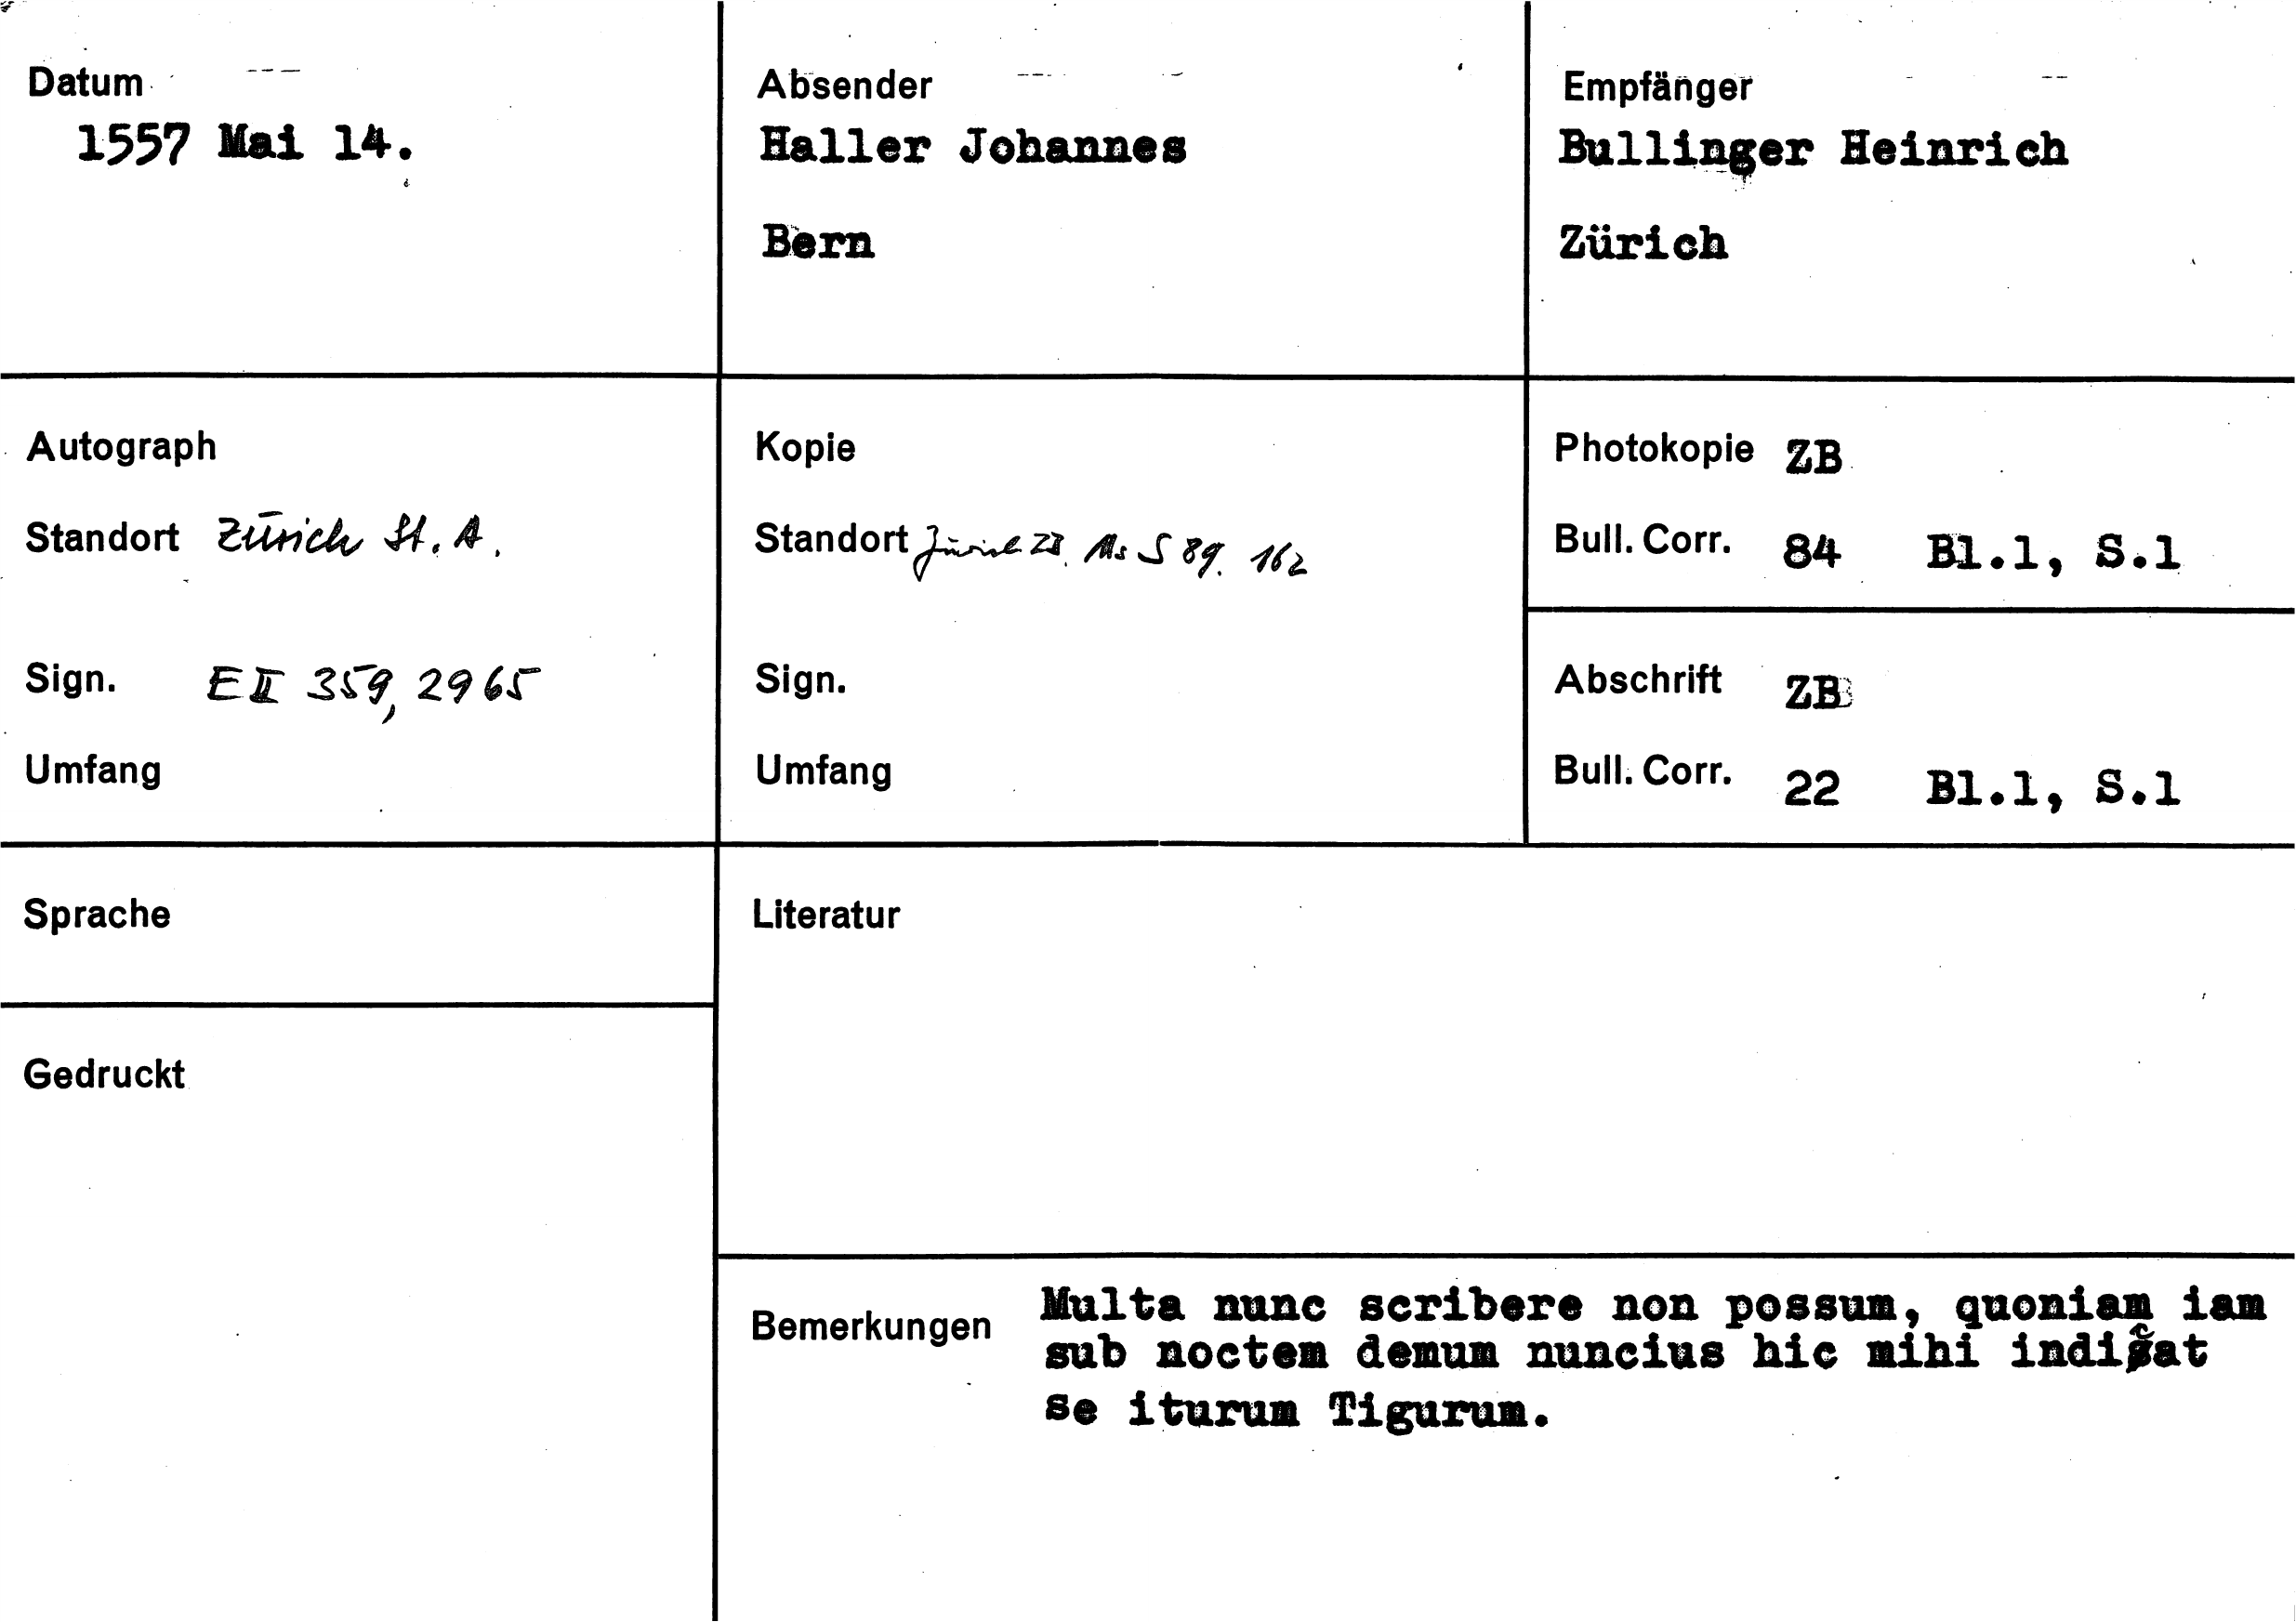 Datum
1557 Mai 14.
Absender
Haller Johannes
Bern
Empfänger
Bullinger Heinrich
Zürich
Autograph
Standort Zürich St. A.
Sign. E II 359, 2965
Umfang
Kopie
Standort Zürich ZB. Ms S 89. 162
Sign.
Umfang
Photokopie ZB
Bull. Corr. 84 Bl.1, S.1
Abschrift ZB
Bull. Corr. 22 Bl.1, S.1
Sprache
Gedruckt
Literatur
Bemerkungen Multa nunc scribere non possum, quoniam iam
sub noctem demum nuncius hic mihi indicat
se iturum Tigurum.